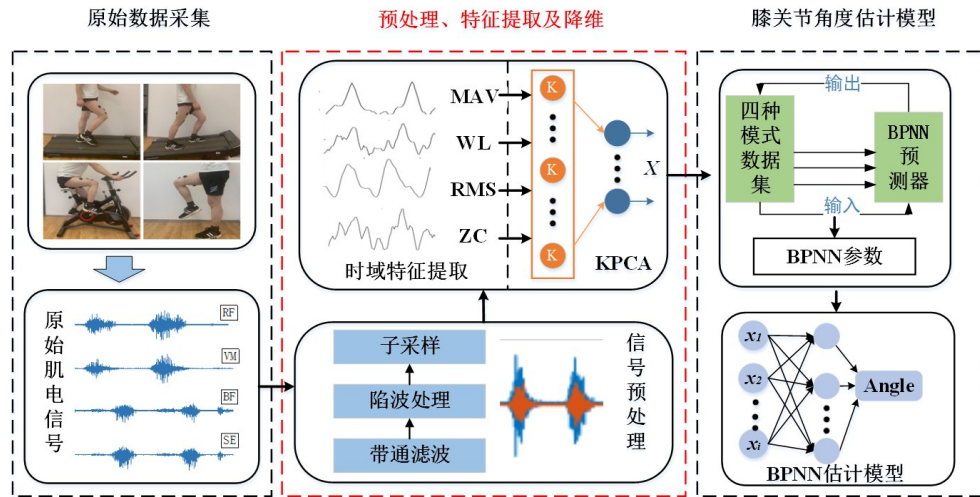 原始数据采集
预处理、特征提取及降维
膝关节角度估计模型
原始肌电信号
RF
VM
BF
SE
MAV
WL
RMS
ZC
时域特征提取
K
K
K
KPCA
X
子采样
陷波处理
带通滤波
信号预处理
输出
四种模式数据集
BPNN预测器
输入
BPNN参数
x1
x2
xi
Angle
BPNN估计模型